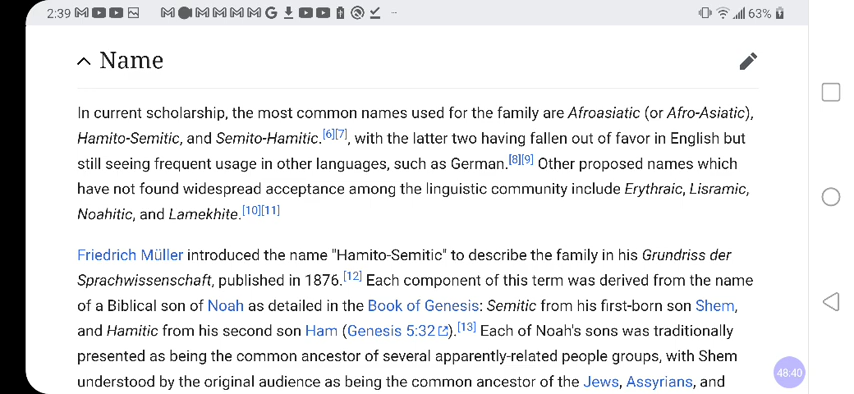 2:39 63%
Name
In current scholarship, the most common names used for the family are Afroasiatic (or Afro-Asiatic),
Hamito-Semitic, and Semito-Hamitic.[6][7], with the latter two having fallen out of favor in English but
still seeing frequent usage in other languages, such as German.[8][9] Other proposed names which
have not found widespread acceptance among the linguistic community include Erythraic, Lisramic,
Noahitic, and Lamekhite.[10][11]
Friedrich Müller introduced the name "Hamito-Semitic" to describe the family in his Grundriss der
Sprachwissenschaft, published in 1876.[12] Each component of this term was derived from the name
of a Biblical son of Noah as detailed in the Book of Genesis: Semitic from his first-born son Shem,
and Hamitic from his second son Ham (Genesis 5:32).[13] Each of Noah's sons was traditionally
presented as being the common ancestor of several apparently-related people groups, with Shem
understood by the original audience as being the common ancestor of the Jews, Assyrians, and
48:40